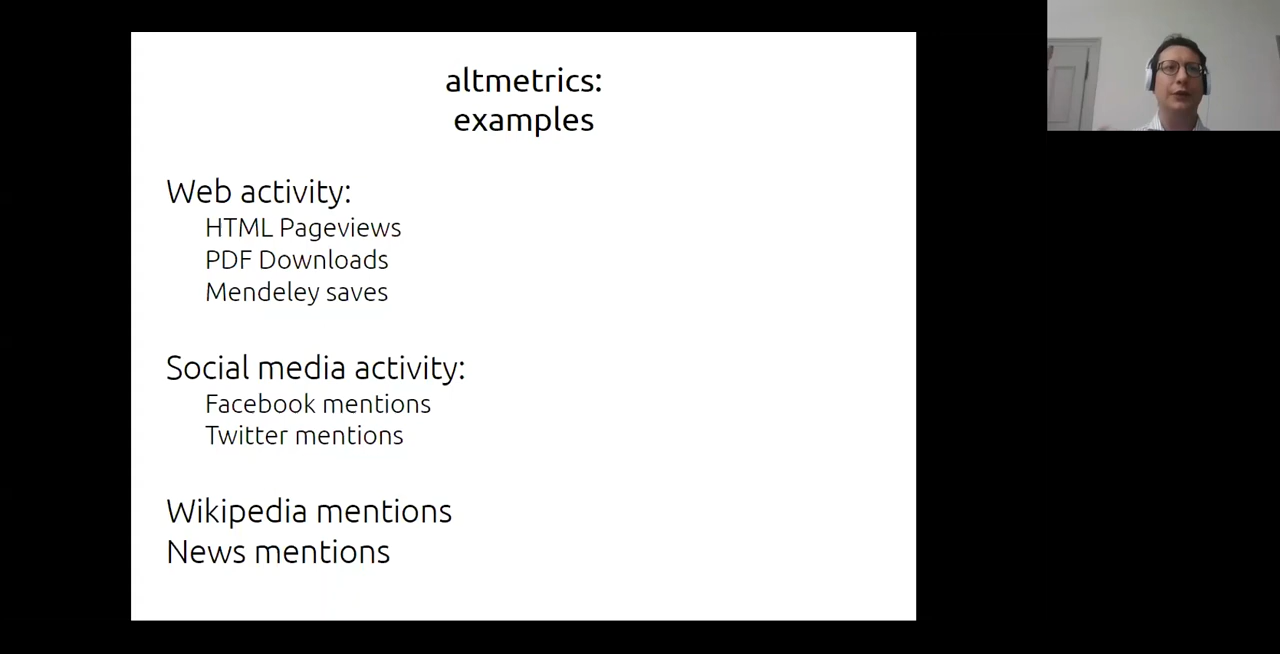 altmetrics:
examples
Web activity:
HTML Pageviews
PDF Downloads
Mendeley saves
Social media activity:
Facebook mentions
Twitter mentions
Wikipedia mentions
News mentions